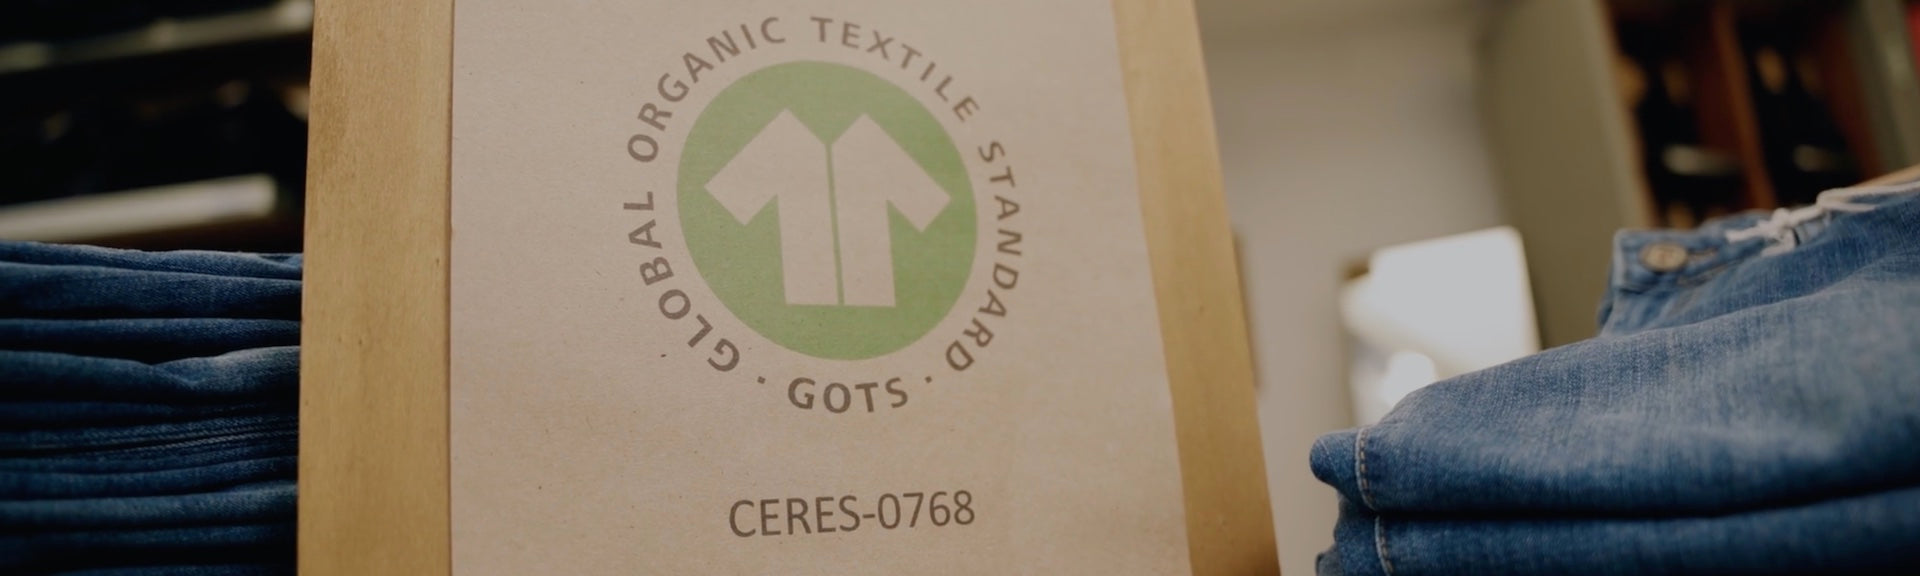 GLOBAL ORGANIC TEXTILE STANDARD
· GOTS ·
CERES-0768